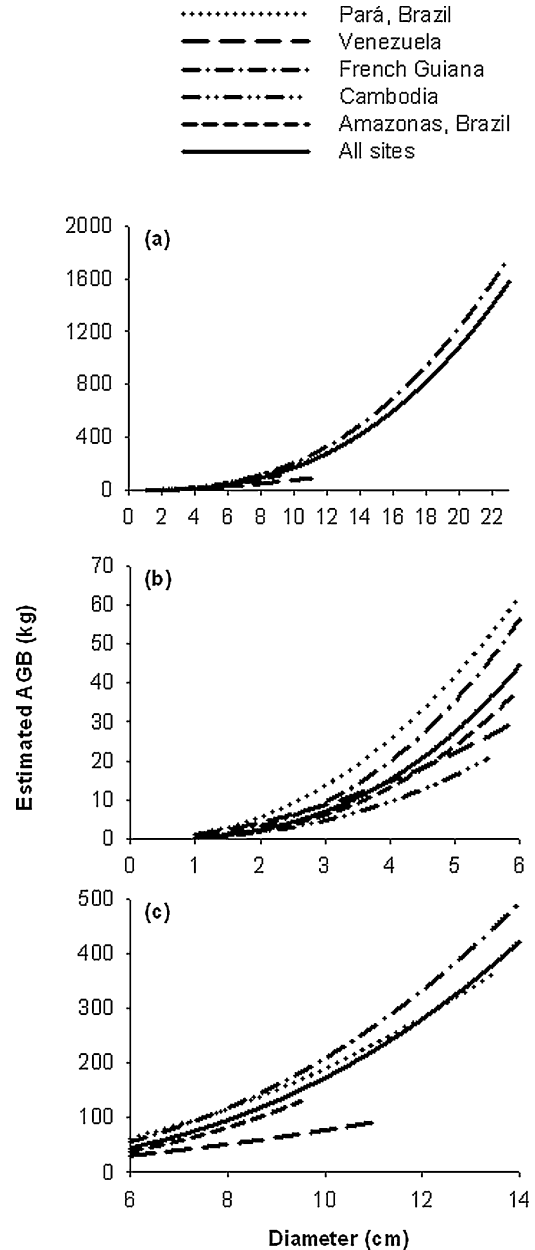 Pará, Brazil
Venezuela
French Guiana
Cambodia
Amazonas, Brazil
All sites
(a)
2000
1600
1200
800
400
0
0 2 4 6 8 10 12 14 16 18 20 22
(b)
70
60
50
40
30
20
10
0
0 1 2 3 4 5 6
Estimated AGB (kg)
(c)
500
400
300
200
100
0
6 8 10 12 14
Diameter (cm)